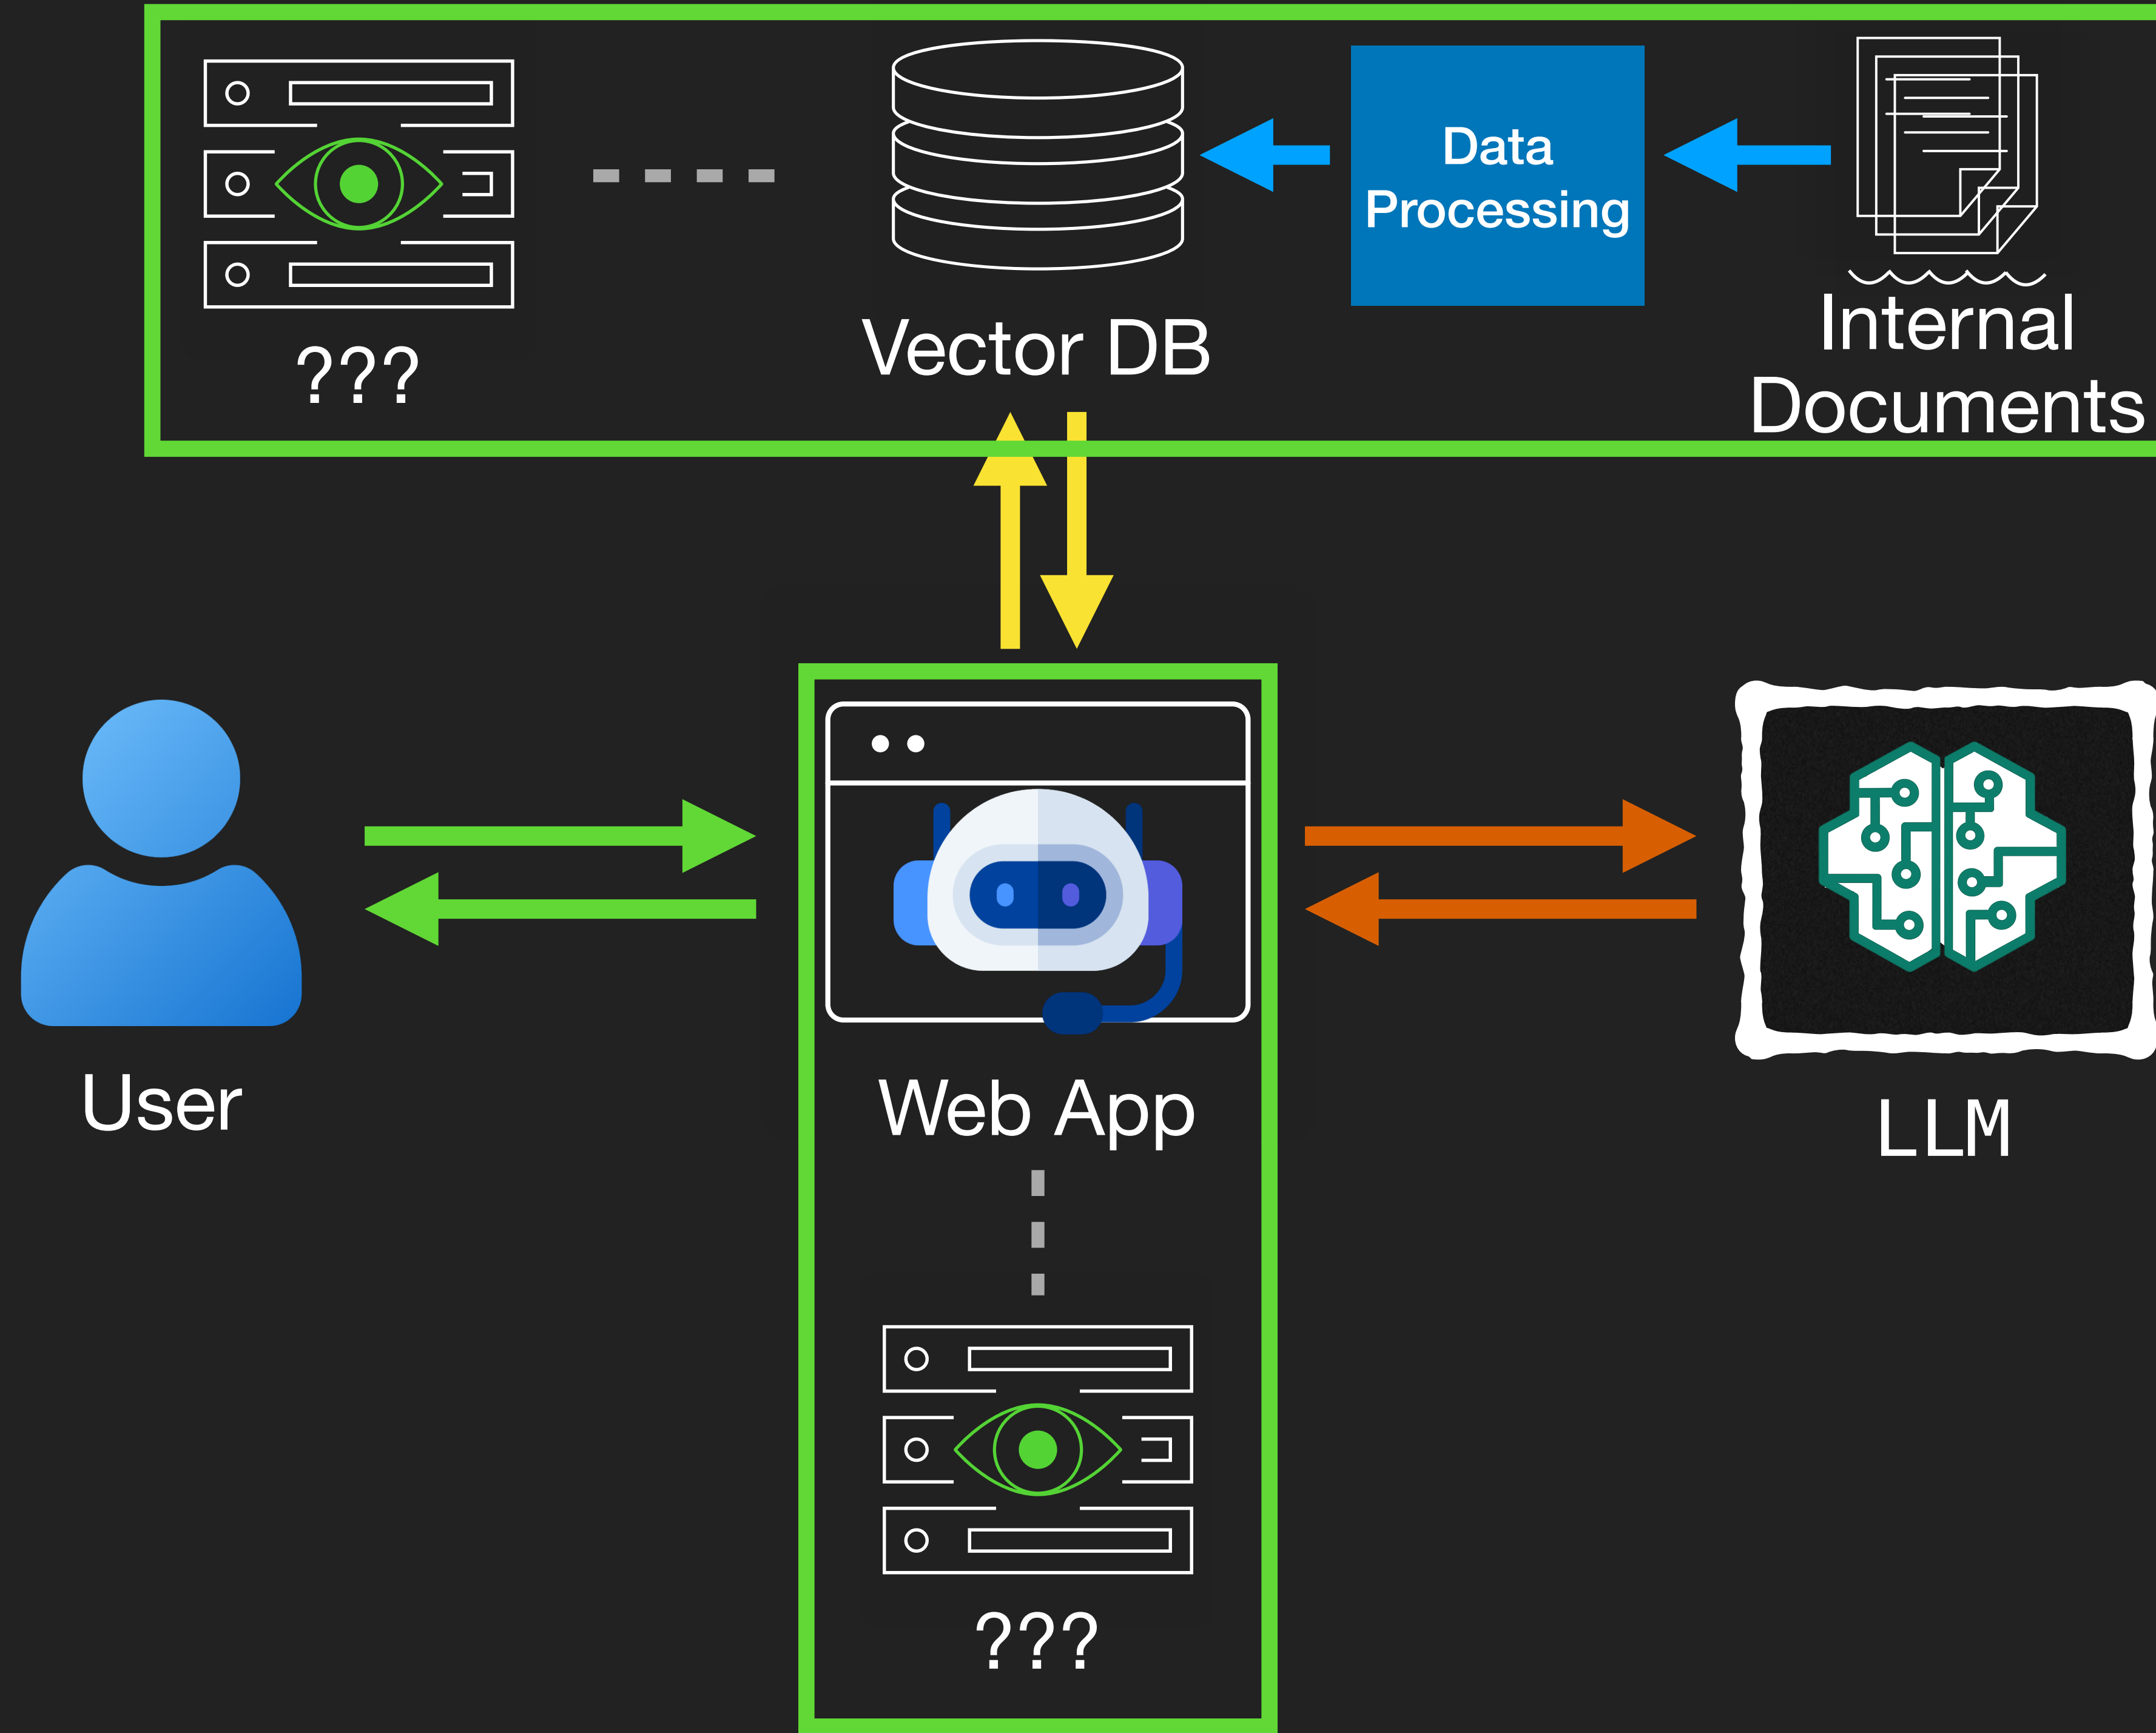 Data
Processing
???
Vector DB
Internal
Documents
User
Web App
LLM
???